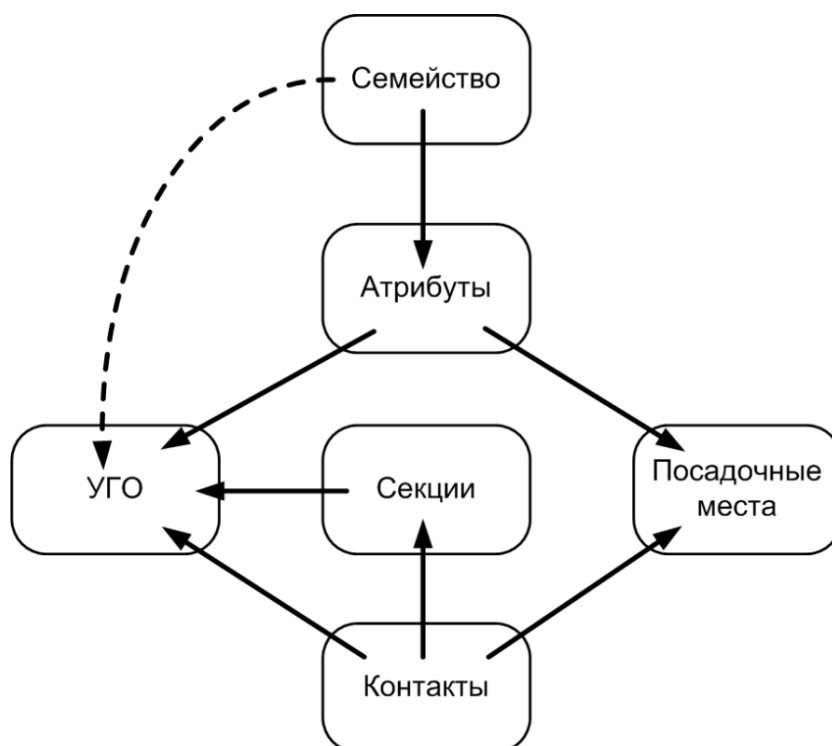 Семейство
Атрибуты
УГО
Секции
Посадочные
места
Контакты